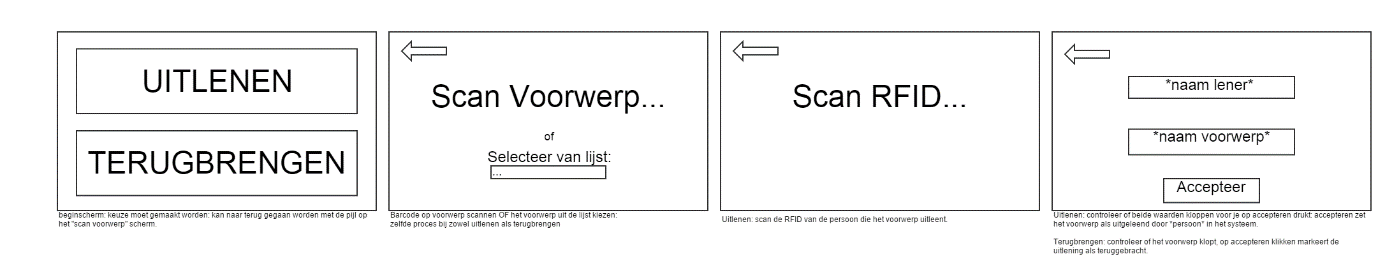 UITLENEN
TERUGBRENGEN
beginscherm: keuze moet gemaakt worden: kan naar terug gegaan worden met de pijl op
het "scan voorwerp" scherm.
Scan Voorwerp...
of
Selecteer van lijst:
...
Barcode op voorwerp scannen OF het voorwerp uit de lijst kiezen:
zelfde proces bij zowel uitlenen als terugbrengen
Scan RFID...
Uitlenen: scan de RFID van de persoon die het voorwerp uitleent.
*naam lener*
*naam voorwerp*
Accepteer
Uitlenen: controleer of beide waarden kloppen voor je op accepteren drukt: accepteren zet
het voorwerp als uitgeleend door "persoon" in het systeem.
Terugbrengen: controleer of het voorwerp klopt, op accepteren klikken markeert de
uitlening als teruggebracht.